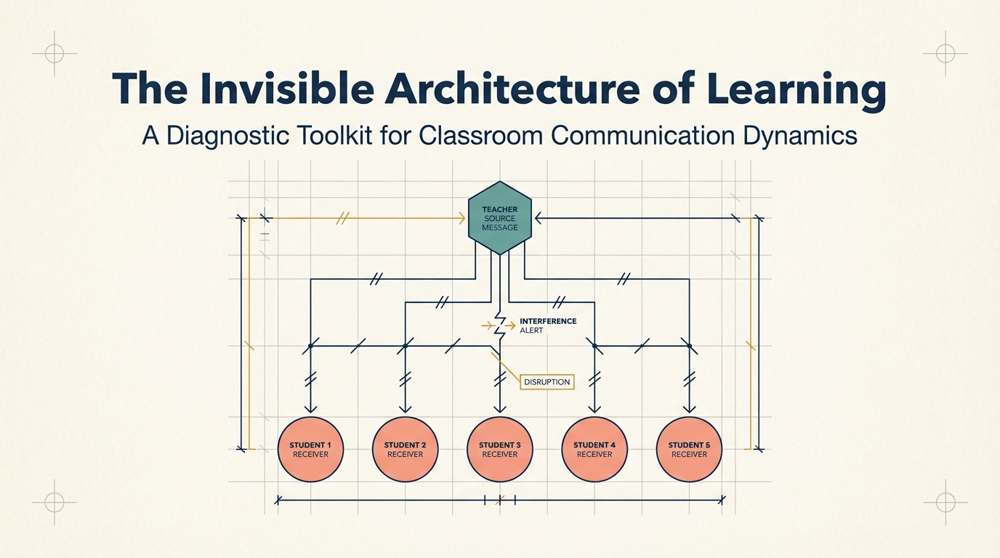 The Invisible Architecture of Learning
A Diagnostic Toolkit for Classroom Communication Dynamics
TEACHER
SOURCE
MESSAGE
INTERFERENCE
ALERT
DISRUPTION
STUDENT 1
RECEIVER
STUDENT 2
RECEIVER
STUDENT 3
RECEIVER
STUDENT 4
RECEIVER
STUDENT 5
RECEIVER